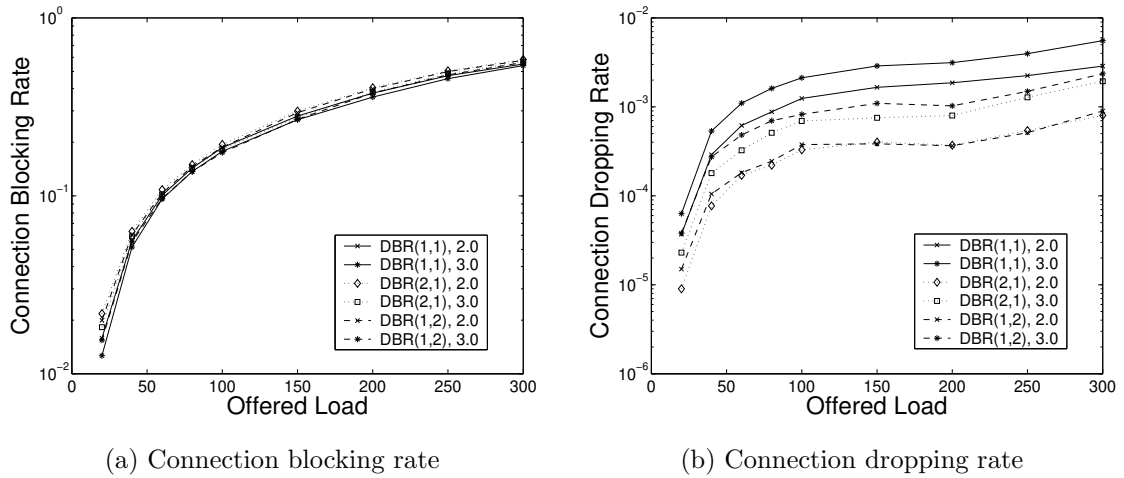 10^0
10^-1
10^-2
Connection Blocking Rate
0 50 100 150 200 250 300
Offered Load
DBR(1,1), 2.0
DBR(1,1), 3.0
DBR(2,1), 2.0
DBR(2,1), 3.0
DBR(1,2), 2.0
DBR(1,2), 3.0
(a) Connection blocking rate
10^-2
10^-3
10^-4
10^-5
10^-6
Connection Dropping Rate
0 50 100 150 200 250 300
Offered Load
DBR(1,1), 2.0
DBR(1,1), 3.0
DBR(2,1), 2.0
DBR(2,1), 3.0
DBR(1,2), 2.0
DBR(1,2), 3.0
(b) Connection dropping rate